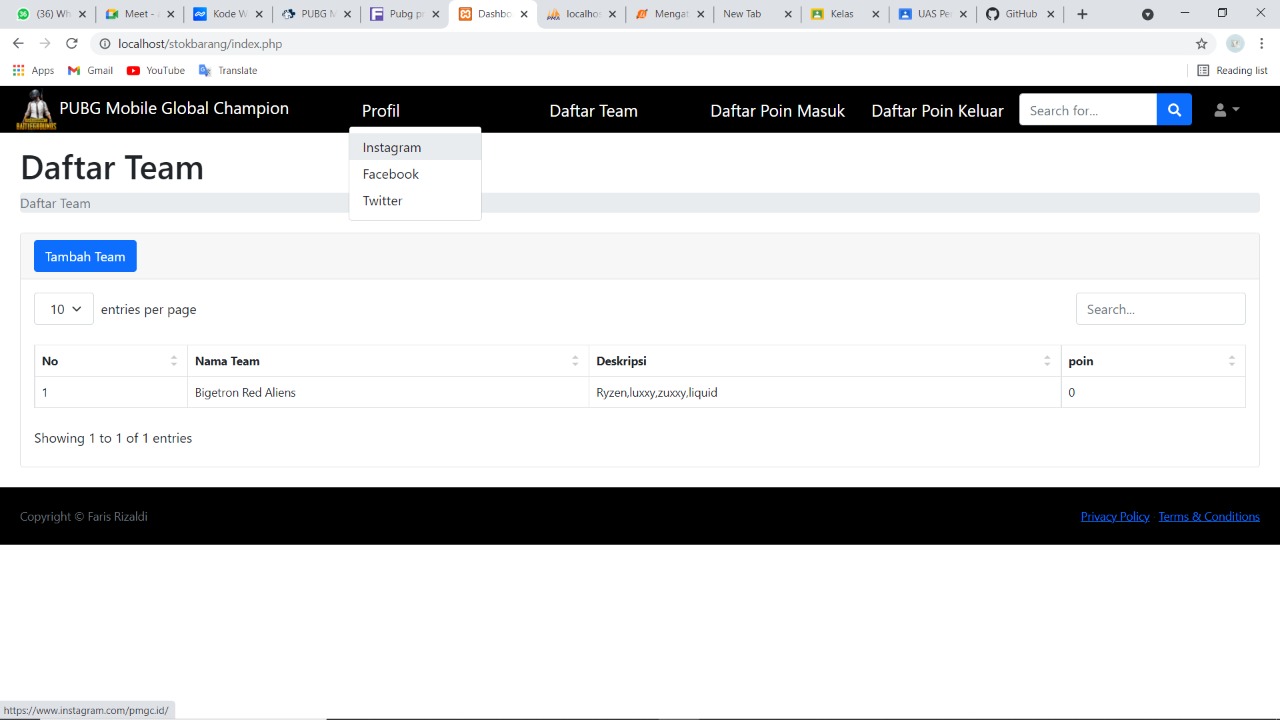 (36) Wh
Meet - a
Kode W
PUBG M
Pubg pr
Dashbo
localhos
Mengat
New Tab
Kelas
UAS Pe
GitHub
localhost/stokbarang/index.php
Apps Gmail YouTube Translate Reading list
PUBG Mobile Global Champion Profil Daftar Team Daftar Poin Masuk Daftar Poin Keluar Search for...
Instagram
Facebook
Twitter
Daftar Team
Daftar Team
Tambah Team
10 entries per page Search...
No Nama Team Deskripsi poin
1 Bigetron Red Aliens Ryzen,luxxy,zuxxy,liquid 0
Showing 1 to 1 of 1 entries
Copyright © Faris Rizaldi Privacy Policy · Terms & Conditions
https://www.instagram.com/pmgc.id/